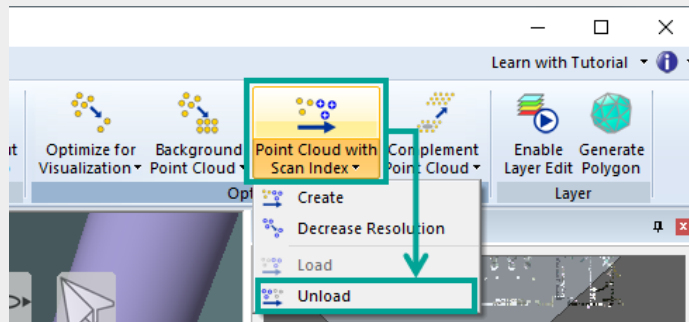 Learn with Tutorial
Optimize for
Visualization
Background
Point Cloud
Point Cloud with
Scan Index
Complement
Point Cloud
Enable
Layer Edit
Generate
Polygon
Layer
Create
Decrease Resolution
Load
Unload